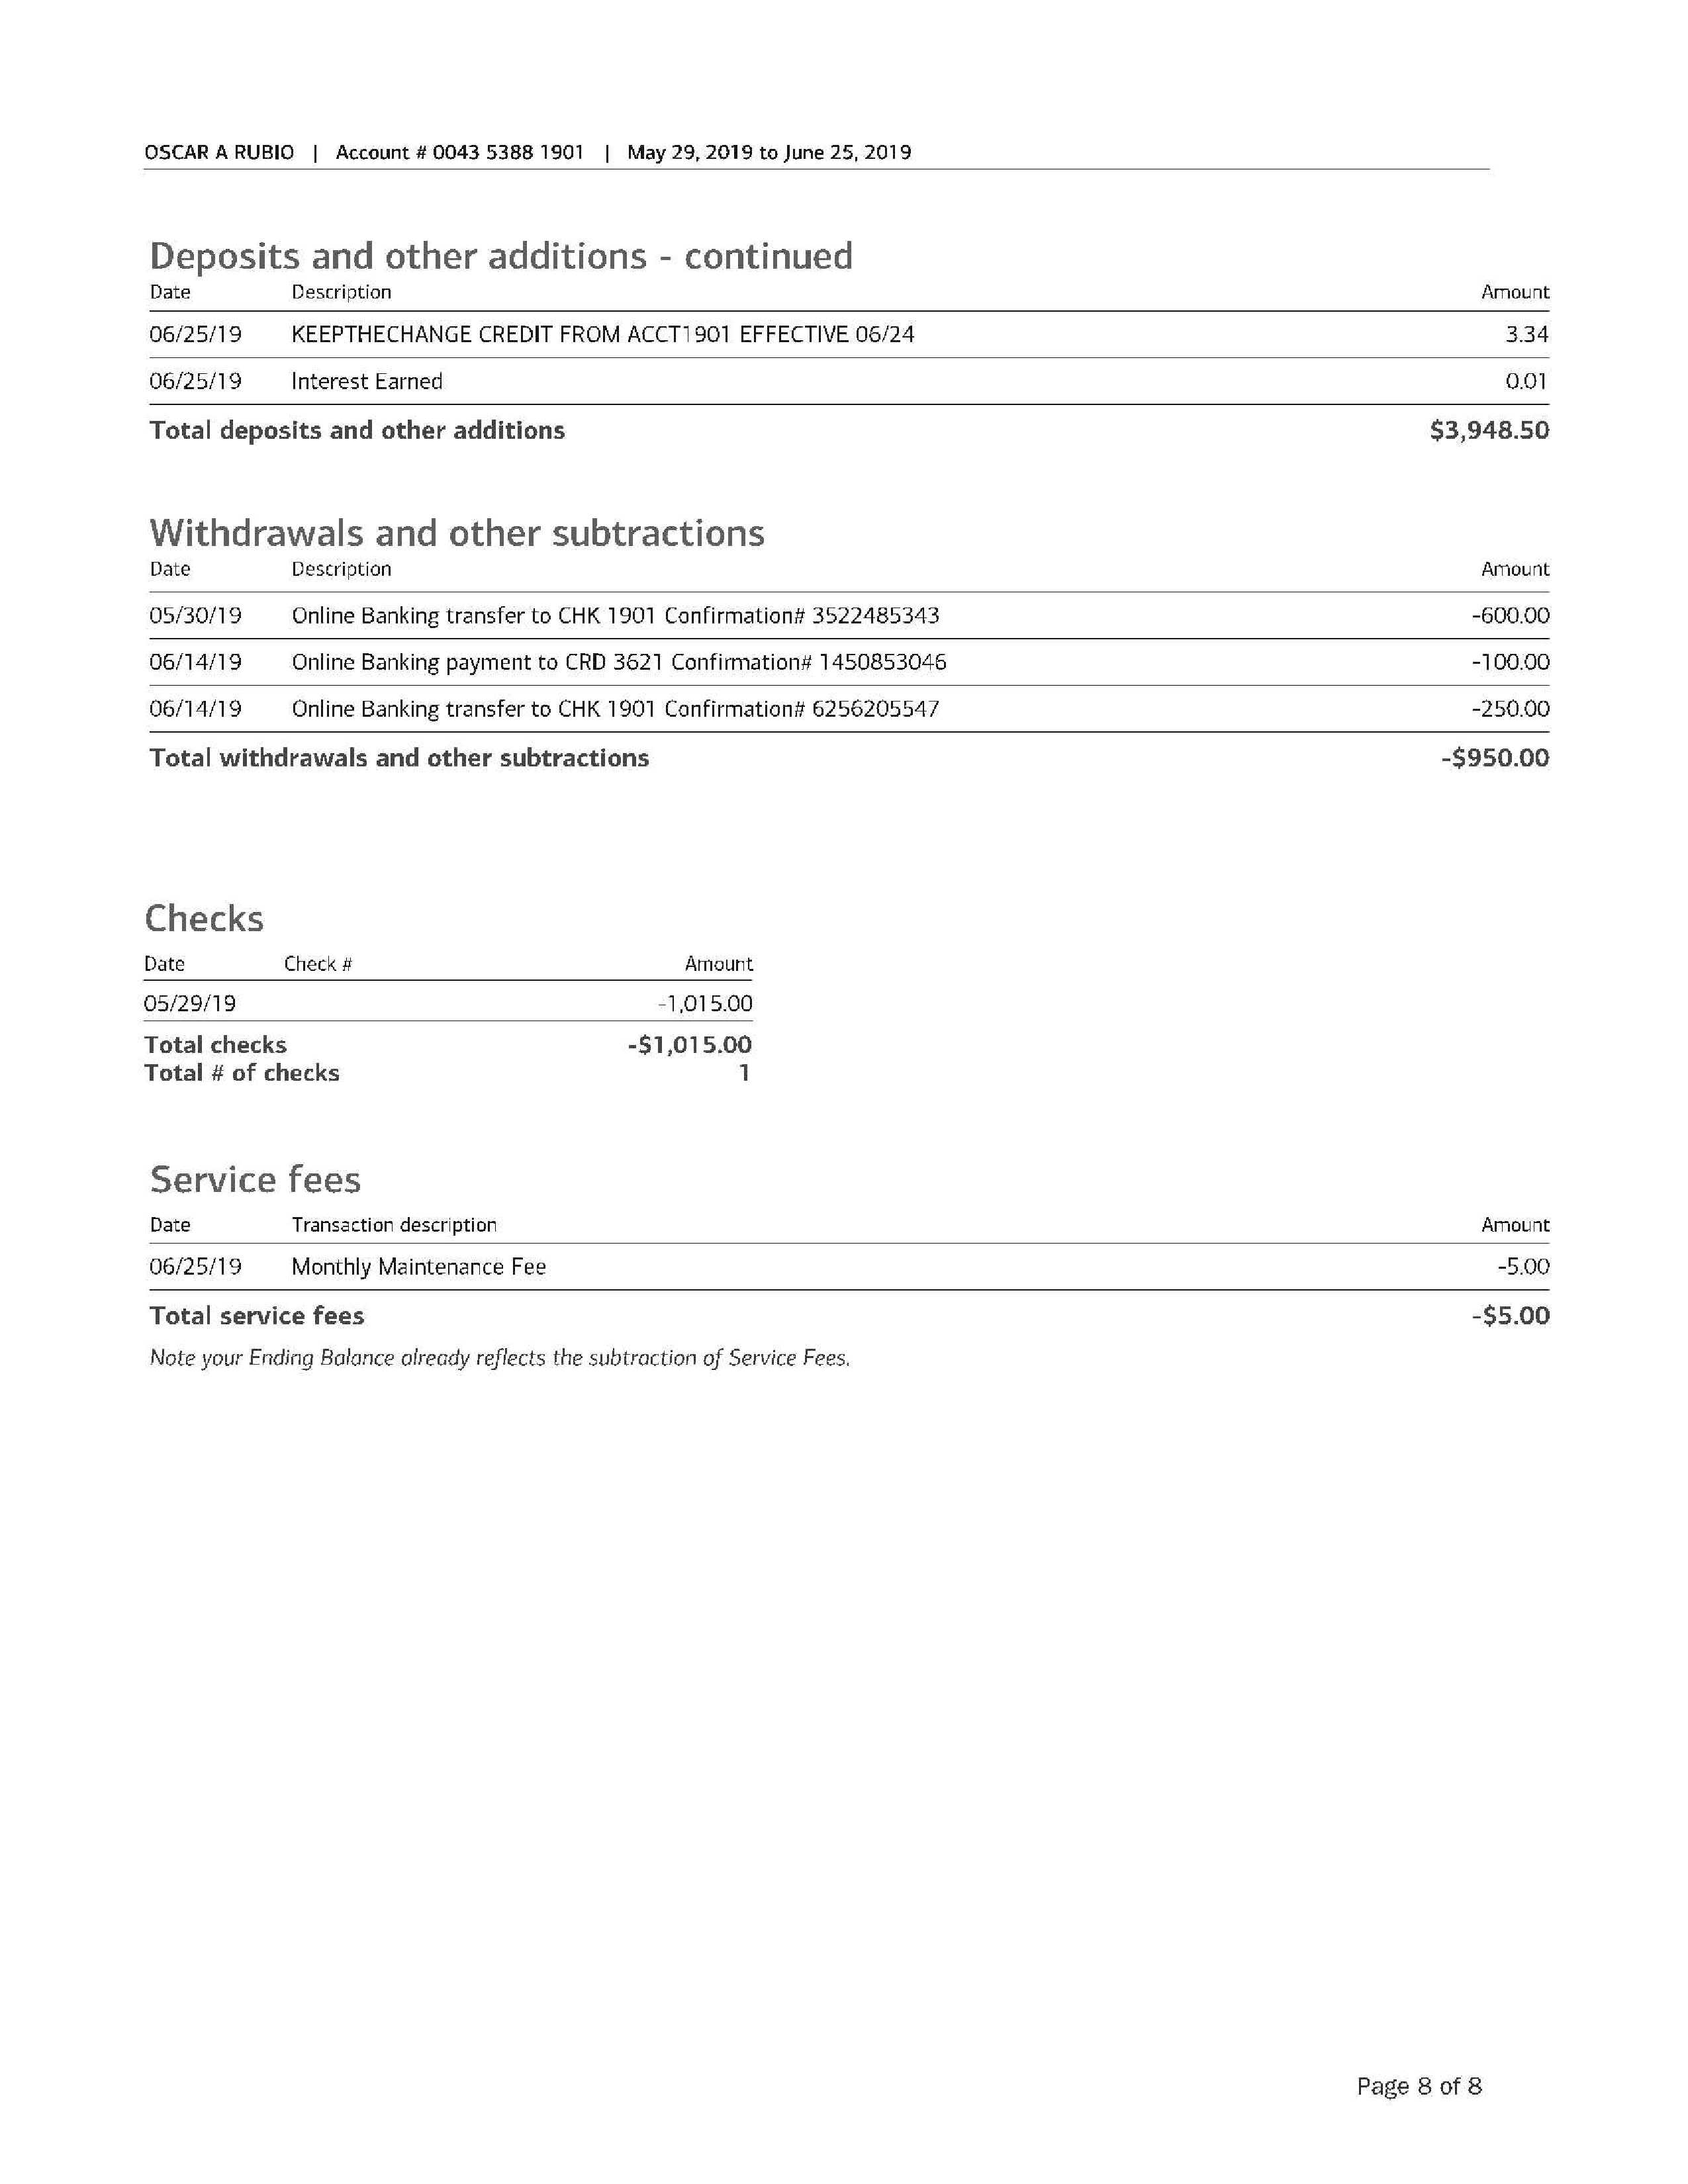 OSCAR A RUBIO | Account # 0043 5388 1901 | May 29, 2019 to June 25, 2019
Deposits and other additions - continued
Date Description Amount
06/25/19 KEEPTHECHANGE CREDIT FROM ACCT1901 EFFECTIVE 06/24 3.34
06/25/19 Interest Earned 0.01
Total deposits and other additions $3,948.50
Withdrawals and other subtractions
Date Description Amount
05/30/19 Online Banking transfer to CHK 1901 Confirmation# 3522485343 -600.00
06/14/19 Online Banking payment to CRD 3621 Confirmation# 1450853046 -100.00
06/14/19 Online Banking transfer to CHK 1901 Confirmation# 6256205547 -250.00
Total withdrawals and other subtractions -$950.00
Checks
Date Check # Amount
05/29/19 -1,015.00
Total checks -$1,015.00
Total # of checks 1
Service fees
Date Transaction description Amount
06/25/19 Monthly Maintenance Fee -5.00
Total service fees -$5.00
Note your Ending Balance already reflects the subtraction of Service Fees.
Page 8 of 8